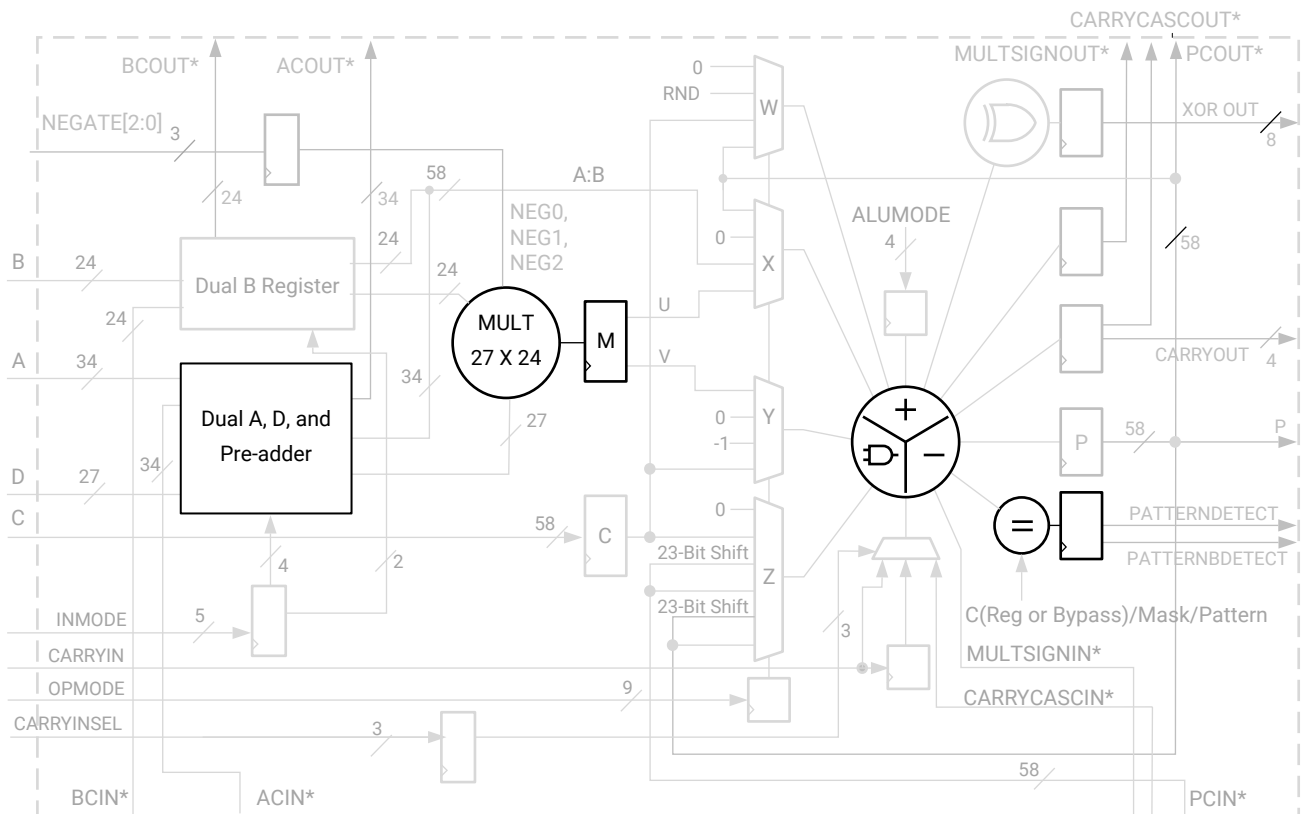 CARRYCASCOUT*
BCOUT*
ACOUT*
MULTSIGNOUT*
PCOUT*
NEGATE[2:0]
3
0
RND
W
XOR OUT
8
24
34
58
A:B
NEG0,
NEG1,
NEG2
ALUMODE
4
58
B
24
Dual B Register
24
24
0
X
24
MULT
27 X 24
M
U
V
A
34
34
CARRYOUT
4
Dual A, D, and
Pre-adder
27
0
-1
Y
+
−
P
58
P
D
27
34
C
58
C
0
23-Bit Shift
Z
23-Bit Shift
=
PATTERNDETECT
PATTERNBDETECT
4
2
INMODE
5
3
C(Reg or Bypass)/Mask/Pattern
CARRYIN
MULTSIGNIN*
OPMODE
9
CARRYCASCIN*
CARRYINSEL
3
58
BCIN*
ACIN*
PCIN*